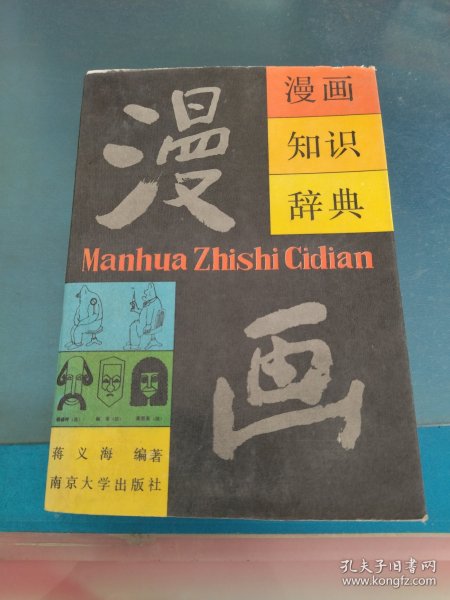 漫画
知识
辞典
漫
Manhua Zhishi Cidian
画
蒋义海 编著
南京大学出版社
孔夫子旧书网
www.kongfz.com